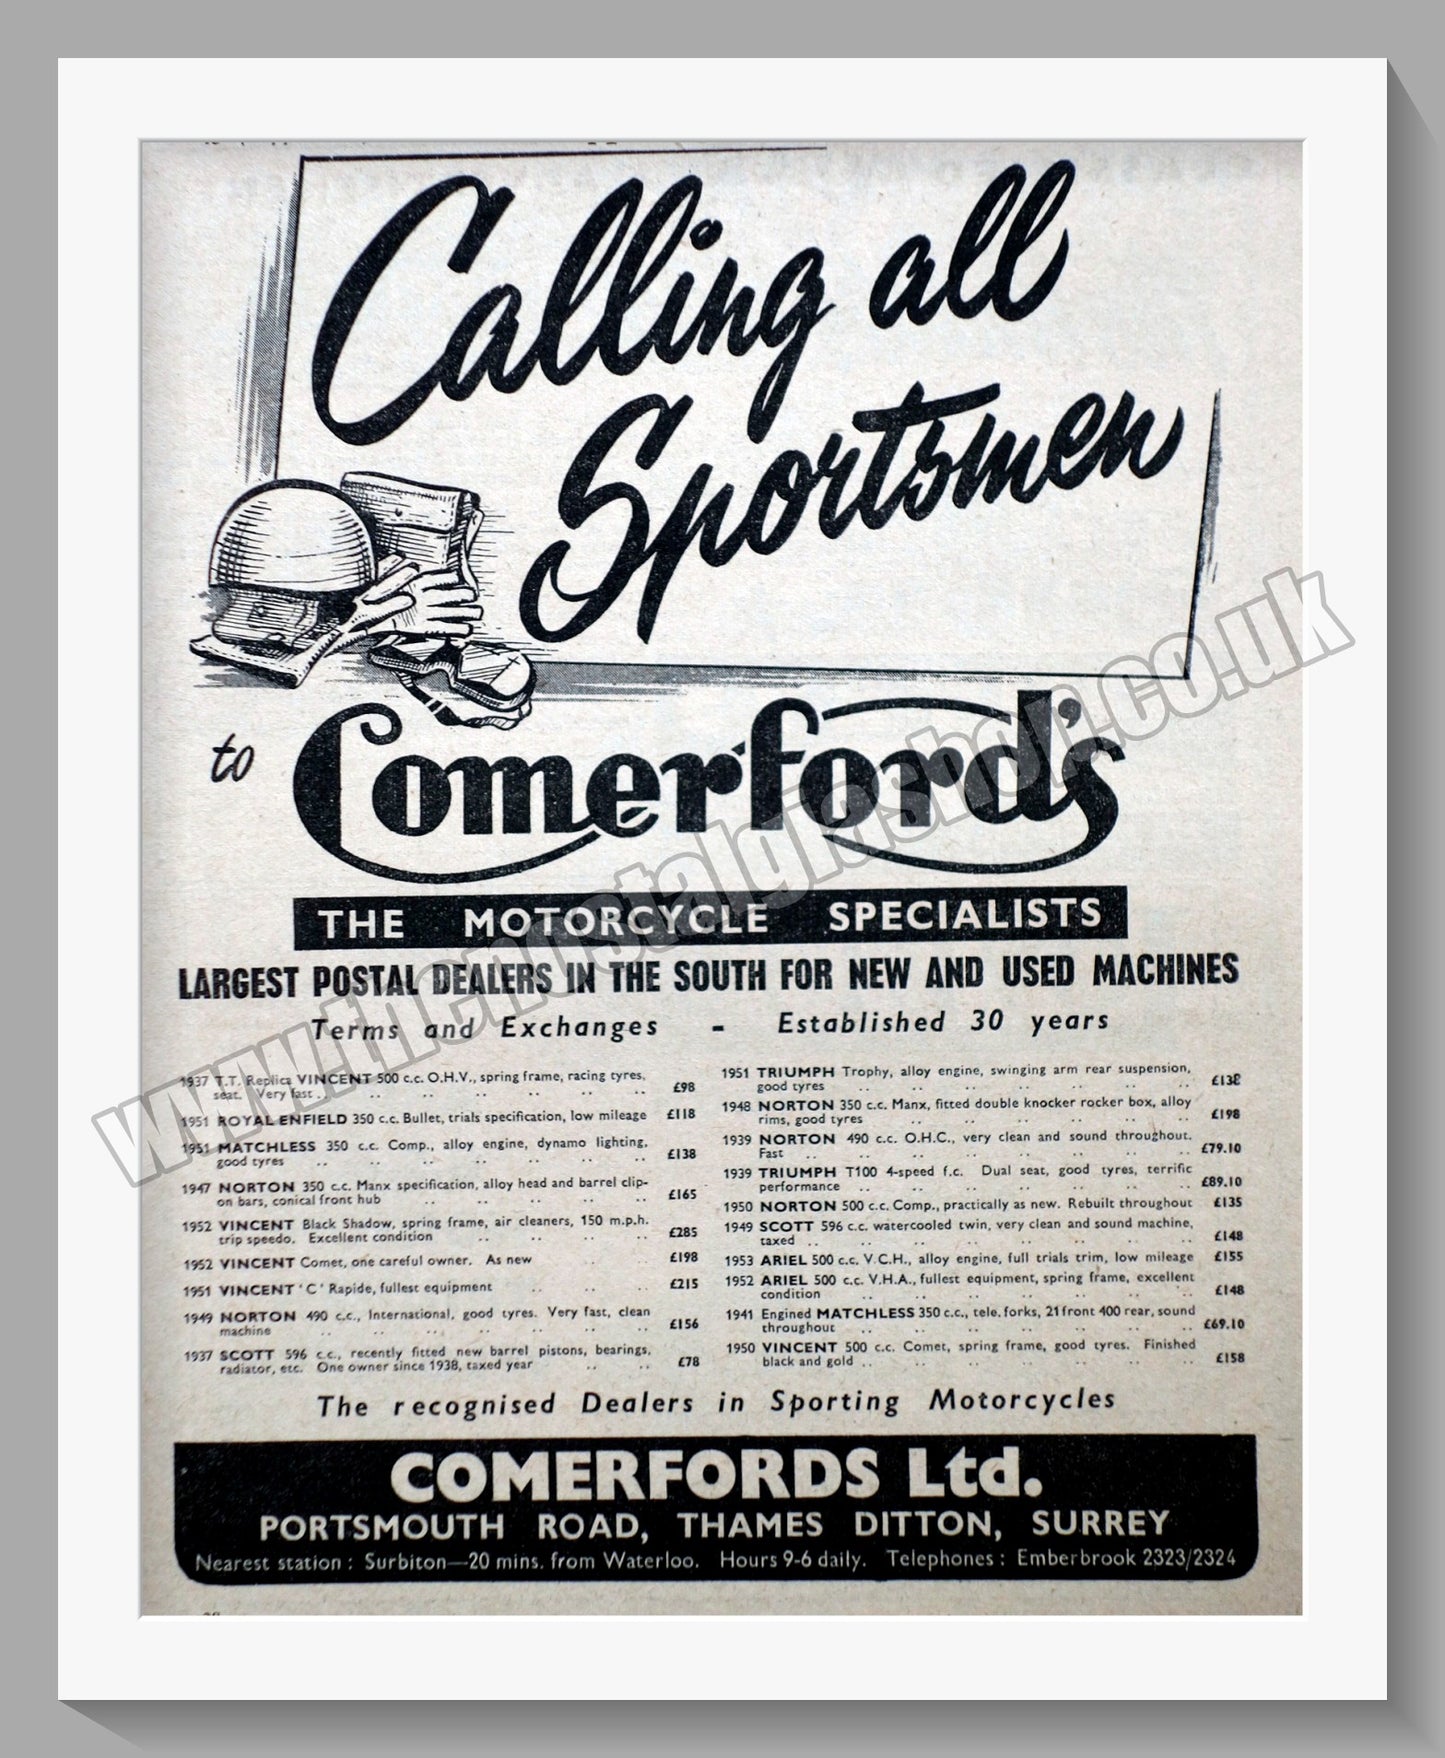 Calling all
Sportsmen
to Comerford's
THE MOTORCYCLE SPECIALISTS
LARGEST POSTAL DEALERS IN THE SOUTH FOR NEW AND USED MACHINES
Terms and Exchanges - Established 30 years
1937 T.T. Replica VINCENT 500 c.c. O.H.V., spring frame, racing tyres,
seat. Very fast .. .. .. .. .. .. £98
1951 ROYAL ENFIELD 350 c.c. Bullet, trials specification, low mileage £118
1951 MATCHLESS 350 c.c. Comp., alloy engine, dynamo lighting,
good tyres .. .. .. .. .. .. .. £138
1947 NORTON 350 c.c. Manx specification, alloy head and barrel clip-
on bars, conical front hub .. .. .. .. .. £165
1952 VINCENT Black Shadow, spring frame, air cleaners, 150 m.p.h.
trip speedo. Excellent condition .. .. .. .. £285
1952 VINCENT Comet, one careful owner. As new .. .. £198
1951 VINCENT 'C' Rapide, fullest equipment .. .. .. £215
1949 NORTON 490 c.c., International, good tyres. Very fast, clean
machine .. .. .. .. .. .. .. £156
1937 SCOTT 596 c.c., recently fitted new barrel pistons, bearings,
radiator, etc. One owner since 1938, taxed year .. .. £78
1951 TRIUMPH Trophy, alloy engine, swinging arm rear suspension,
good tyres .. .. .. .. .. .. ..
1948 NORTON 350 c.c. Manx, fitted double knocker rocker box, alloy
rims, good tyres .. .. .. .. .. .. £198
1939 NORTON 490 c.c. O.H.C., very clean and sound throughout.
Fast .. .. .. .. .. .. .. .. £79.10
1939 TRIUMPH T100 4-speed f.c. Dual seat, good tyres, terrific
performance .. .. .. .. .. .. .. £89.10
1950 NORTON 500 c.c. Comp., practically as new. Rebuilt throughout £135
1949 SCOTT 596 c.c. watercooled twin, very clean and sound machine,
taxed .. .. .. .. .. .. .. .. £148
1953 ARIEL 500 c.c. V.C.H., alloy engine, full trials trim, low mileage £155
1952 ARIEL 500 c.c. V.H.A., fullest equipment, spring frame, excellent
condition .. .. .. .. .. .. .. £148
1941 Engined MATCHLESS 350 c.c., tele. forks, 21 front 400 rear, sound
throughout .. .. .. .. .. .. .. £69.10
1950 VINCENT 500 c.c. Comet, spring frame, good tyres. Finished
black and gold .. .. .. .. .. .. £158
The recognised Dealers in Sporting Motorcycles
COMERFORDS Ltd.
PORTSMOUTH ROAD, THAMES DITTON, SURREY
Nearest station : Surbiton—20 mins. from Waterloo. Hours 9-6 daily. Telephones : Emberbrook 2323/2324
www.thenostalgiashop.co.uk